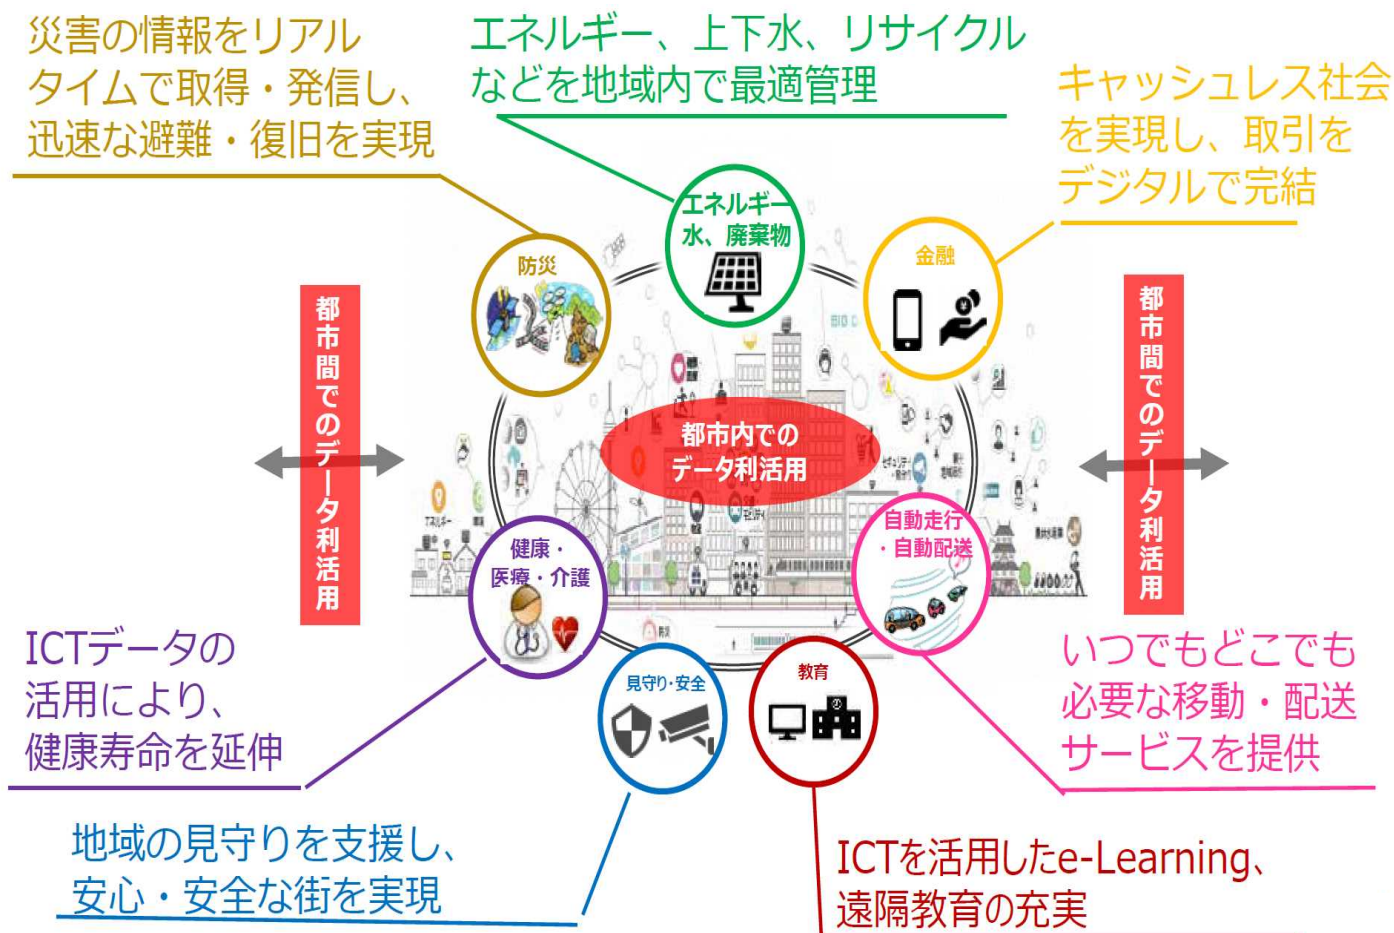 災害の情報をリアル
タイムで取得・発信し、
迅速な避難・復旧を実現
エネルギー、上下水、リサイクル
などを地域内で最適管理
キャッシュレス社会
を実現し、取引を
デジタルで完結
エネルギー
水、廃棄物
防災
金融
都市間でのデータ利活用
都市内での
データ利活用
都市間でのデータ利活用
エネルギー
自動走行
・自動配送
健康・
医療・介護
防災
見守り・安全
教育
ICTデータの
活用により、
健康寿命を延伸
いつでもどこでも
必要な移動・配送
サービスを提供
地域の見守りを支援し、
安心・安全な街を実現
ICTを活用したe-Learning、
遠隔教育の充実